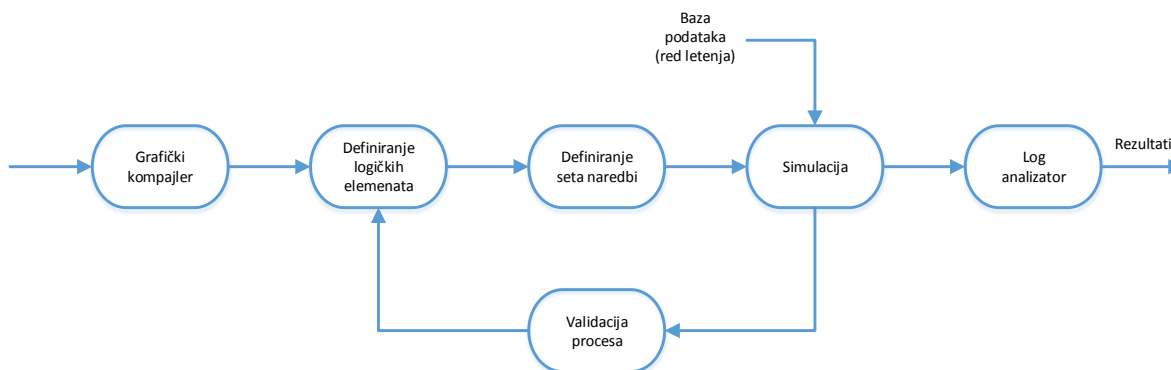 Baza
podataka
(red letenja)
Grafički
kompajler
Definiranje
logičkih
elemenata
Definiranje
seta naredbi
Simulacija
Log
analizator
Rezultati
Validacija
procesa